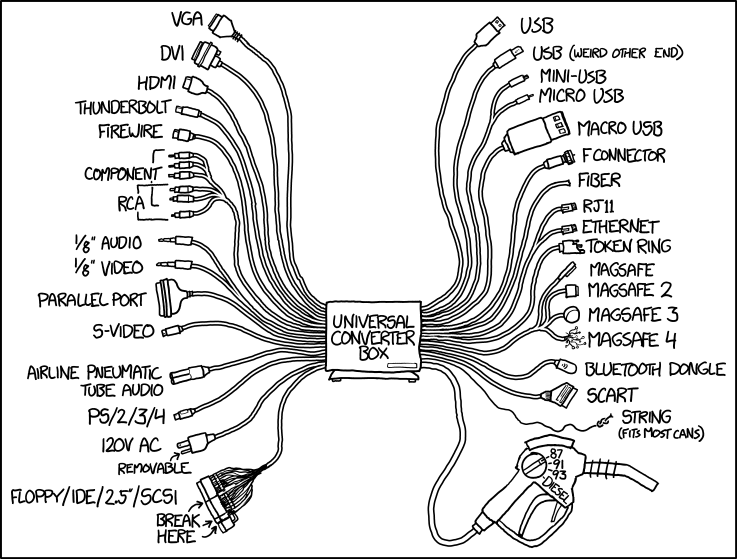 VGA
DVI
HDMI
THUNDERBOLT
FIREWIRE
COMPONENT
RCA
1/8" AUDIO
1/8" VIDEO
PARALLEL PORT
S-VIDEO
AIRLINE PNEUMATIC
TUBE AUDIO
PS/2/3/4
120V AC
REMOVABLE
FLOPPY/IDE/2.5"/SCSI
BREAK
HERE
UNIVERSAL
CONVERTER
BOX
USB
USB (WEIRD OTHER END)
MINI-USB
MICRO USB
MACRO USB
F CONNECTOR
FIBER
RJ11
ETHERNET
TOKEN RING
MAGSAFE
MAGSAFE 2
MAGSAFE 3
MAGSAFE 4
BLUETOOTH DONGLE
SCART
STRING
(FITS MOST CANS)
87
91
93
DIESEL